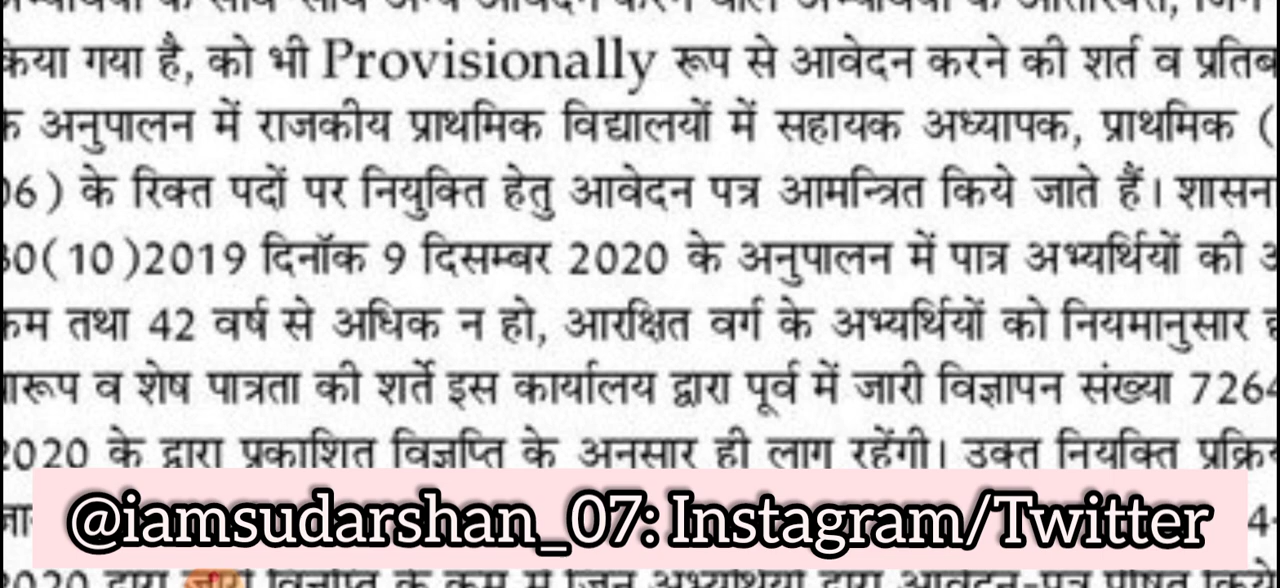 किया गया है, को भी Provisionally रूप से आवेदन करने की शर्त व प्रतिब
के अनुपालन में राजकीय प्राथमिक विद्यालयों में सहायक अध्यापक, प्राथमिक (
06) के रिक्त पदों पर नियुक्ति हेतु आवेदन पत्र आमन्त्रित किये जाते हैं। शासन
30(10)2019 दिनॉक 9 दिसम्बर 2020 के अनुपालन में पात्र अभ्यर्थियों की
कम तथा 42 वर्ष से अधिक न हो, आरक्षित वर्ग के अभ्यर्थियों को नियमानुसार
ारूप व शेष पात्रता की शर्ते इस कार्यालय द्वारा पूर्व में जारी विज्ञापन संख्या 7264
2020 के द्वारा प्रकाशित विज्ञप्ति के अनुसार ही लागू रहेंगी। उक्त नियुक्ति प्रक्रि
@iamsudarshan_07: Instagram/Twitter